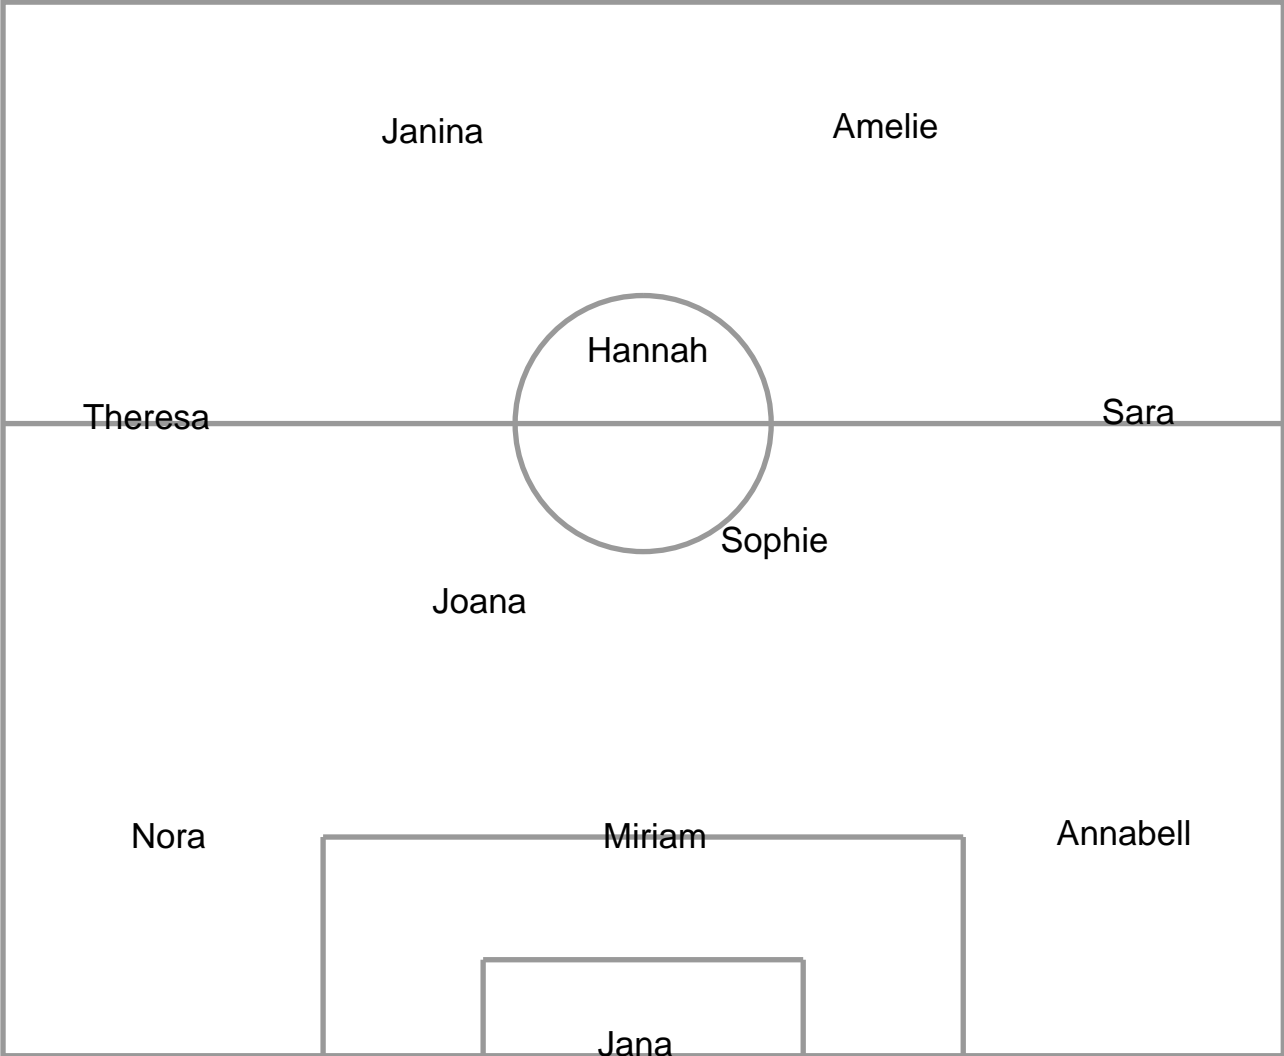 Janina
Amelie
Hannah
Theresa
Sara
Sophie
Joana
Nora
Miriam
Annabell
Jana